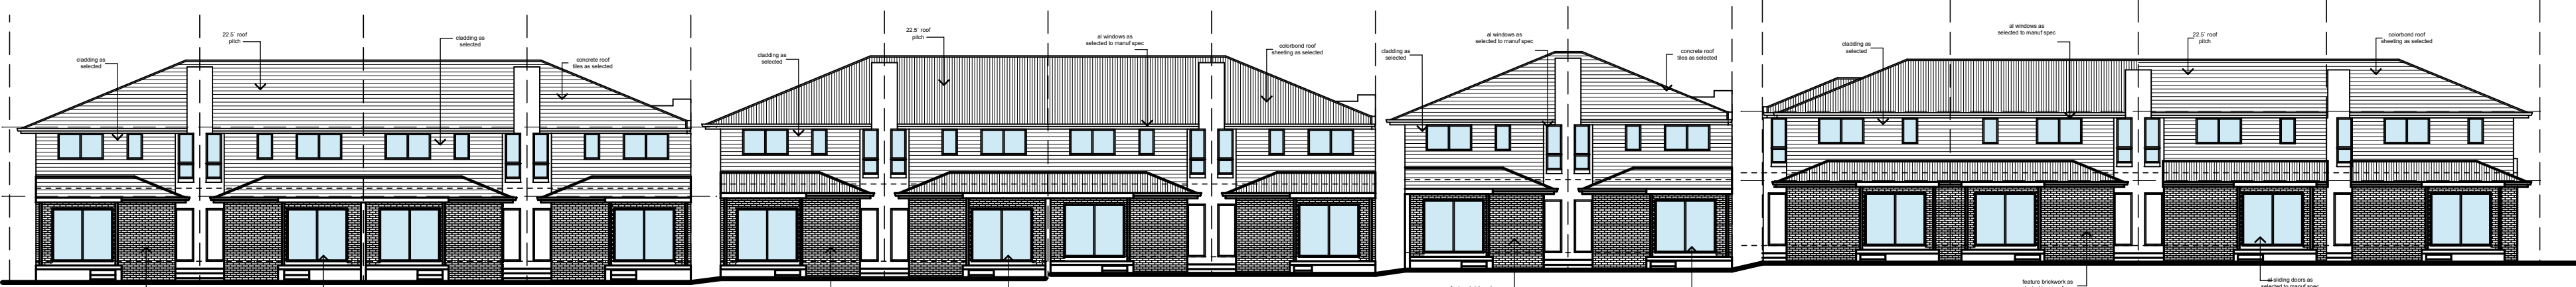 cladding as
selected
22.5° roof
pitch
cladding as
selected
concrete roof
tiles as selected
cladding as
selected
22.5° roof
pitch
al windows as
selected to manuf spec
colorbond roof
sheeting as selected
cladding as
selected
al windows as
selected to manuf spec
concrete roof
tiles as selected
cladding as
selected
al windows as
selected to manuf spec
22.5° roof
pitch
colorbond roof
sheeting as selected
feature brickwork as
al sliding doors as
selected to manuf spec